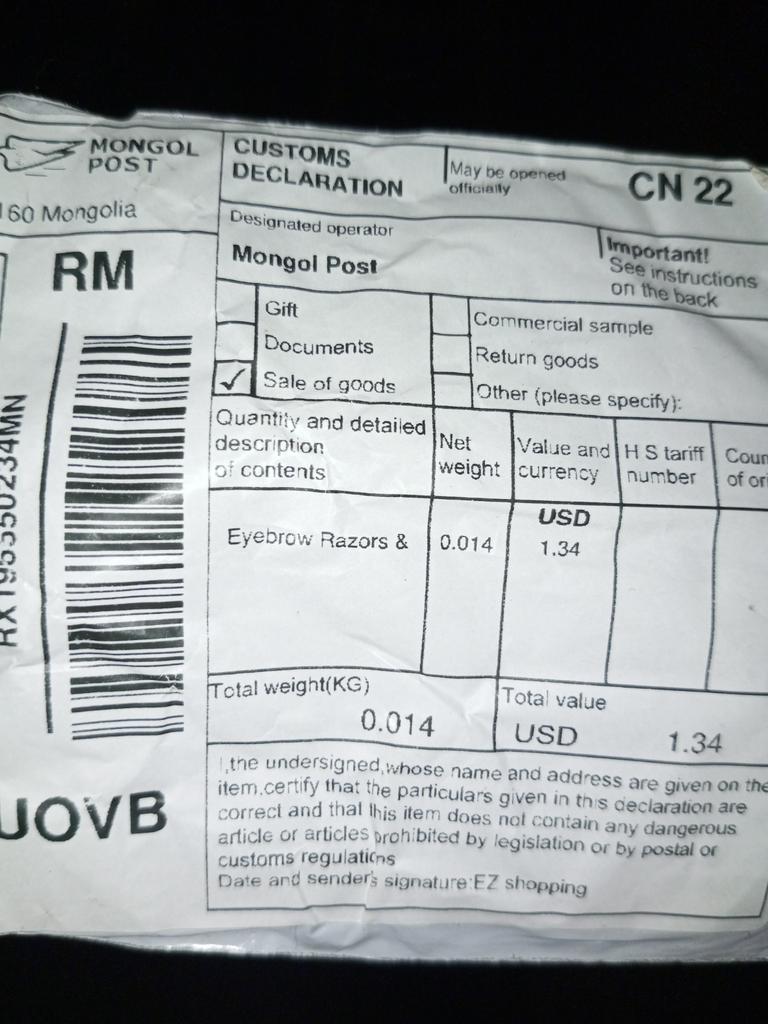 MONGOL
POST
160 Mongolia
RM
RX195550234MN
UOVB
CUSTOMS
DECLARATION
May be opened
officially
CN 22
Designated operator
Mongol Post
Important!
See instructions
on the back
Gift
Documents
✓ Sale of goods
Commercial sample
Return goods
Other (please specify):
Quantity and detailed
description
of contents
Net
weight
Value and
currency
H S tariff
number
Coun
of ori
Eyebrow Razors &
0.014
USD
1.34
Total weight(KG)
0.014
Total value
USD 1.34
I,the undersigned,whose name and address are given on the
item,certify that the particulars given in this declaration are
correct and that this item does not contain any dangerous
article or articles prohibited by legislation or by postal or
customs regulations
Date and sender's signature:EZ shopping